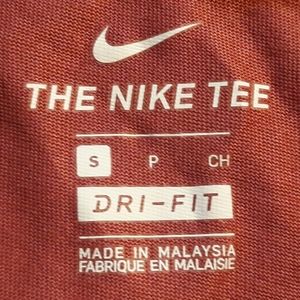 THE NIKE TEE
S P CH
DRI-FIT
MADE IN MALAYSIA
FABRIQUE EN MALAISIE